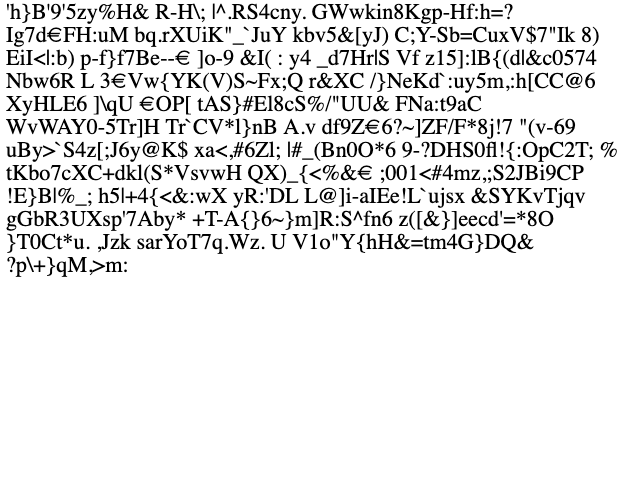 'h}B'9'5zy%H& R-H\; |^.RS4cny. GWwkin8Kgp-Hf:h=?
Ig7d€FH:uM bq.rXUiK"_`JuY kbv5&[yJ) C;Y-Sb=CuxV$7"Ik 8)
EiI<|:b) p-f}f7Be--€ ]o-9 &I( : y4 _d7Hr|S Vf z15]:lB{(d|&c0574
Nbw6R L 3€Vw{YK(V)S~Fx;Q r&XC /}NeKd`:uy5m,:h[CC@6
XyHLE6 ]\qU €OP[ tAS}#El8cS%/"UU& FNa:t9aC
WvWAY0-5Tr]H Tr`CV*l}nB A.v df9Z€6?~]ZF/F*8j!7 "(v-69
uBy>`S4z[;J6y@K$ xa<,#6Zl; |#_(Bn0O*6 9-?DHS0fl!{:OpC2T; %
tKbo7cXC+dkl(S*VsvwH QX)_{<%&€ ;001<#4mz,;S2JBi9CP
!E}B|%_; h5|+4{<&:wX yR:'DL L@]i-aIEe!L`ujsx &SYKvTjqv
gGbR3UXsp'7Aby* +T-A{}6~}m]R:S^fn6 z([&}]eecd'=*8O
}T0Ct*u. ,Jzk sarYoT7q.Wz. U V1o"Y{hH&=tm4G}DQ&
?p\+}qM,>m: